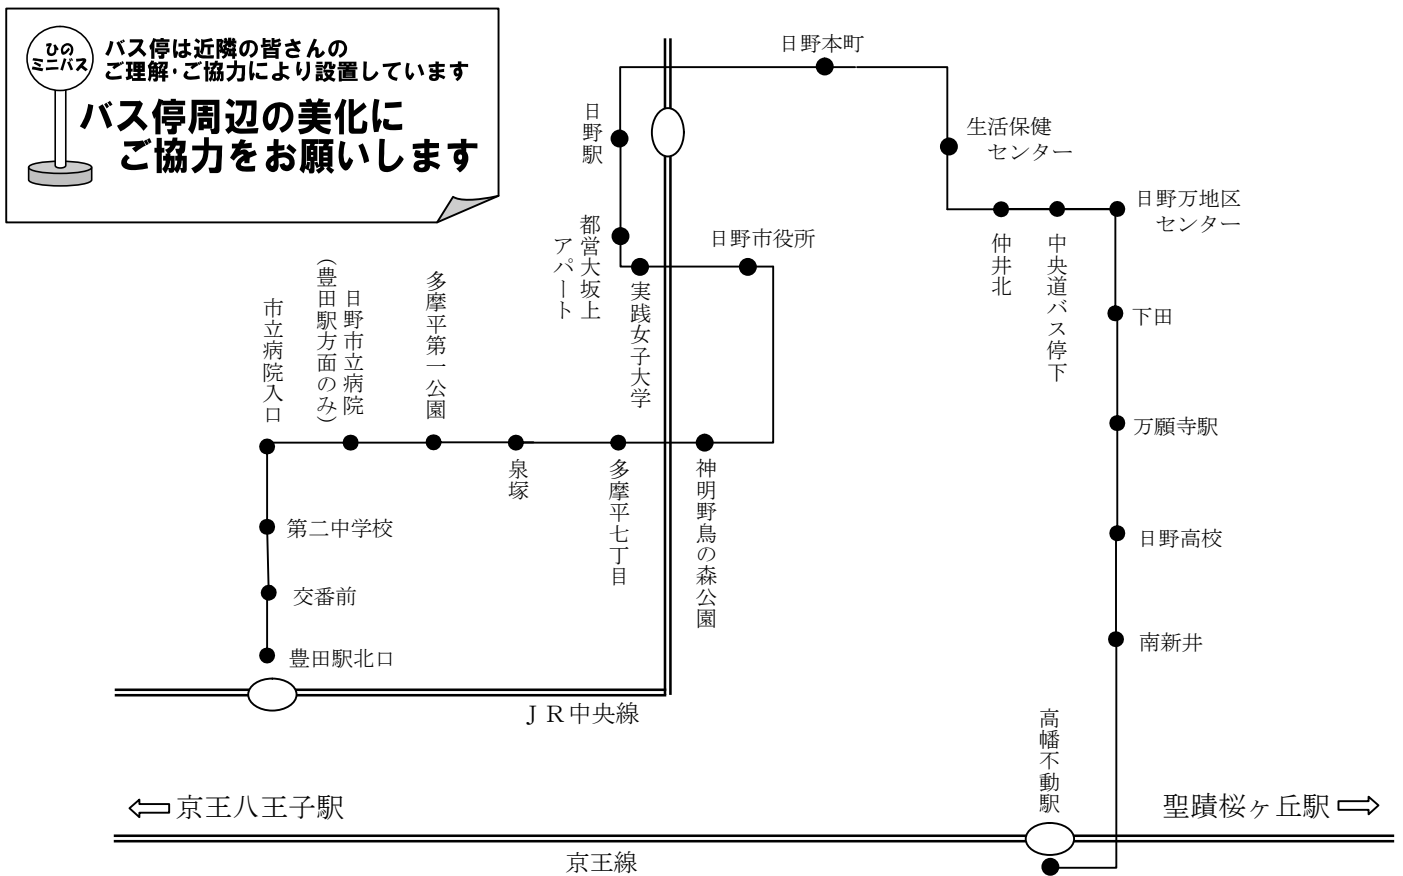 ひの
ミニバス
バス停は近隣の皆さんの
ご理解・ご協力により設置しています
バス停周辺の美化に
ご協力をお願いします
日野本町
日野駅
生活保健
センター
日野万地区
センター
仲井北
中央道バス停下
都営大坂上
アパート
日野市役所
実践女子大学
下田
万願寺駅
日野高校
南新井
高幡不動駅
市立病院入口
日野市立病院
（豊田駅方面のみ）
多摩平第一公園
泉塚
多摩平七丁目
神明野鳥の森公園
第二中学校
交番前
豊田駅北口
ＪＲ中央線
京王八王子駅
聖蹟桜ヶ丘駅
京王線